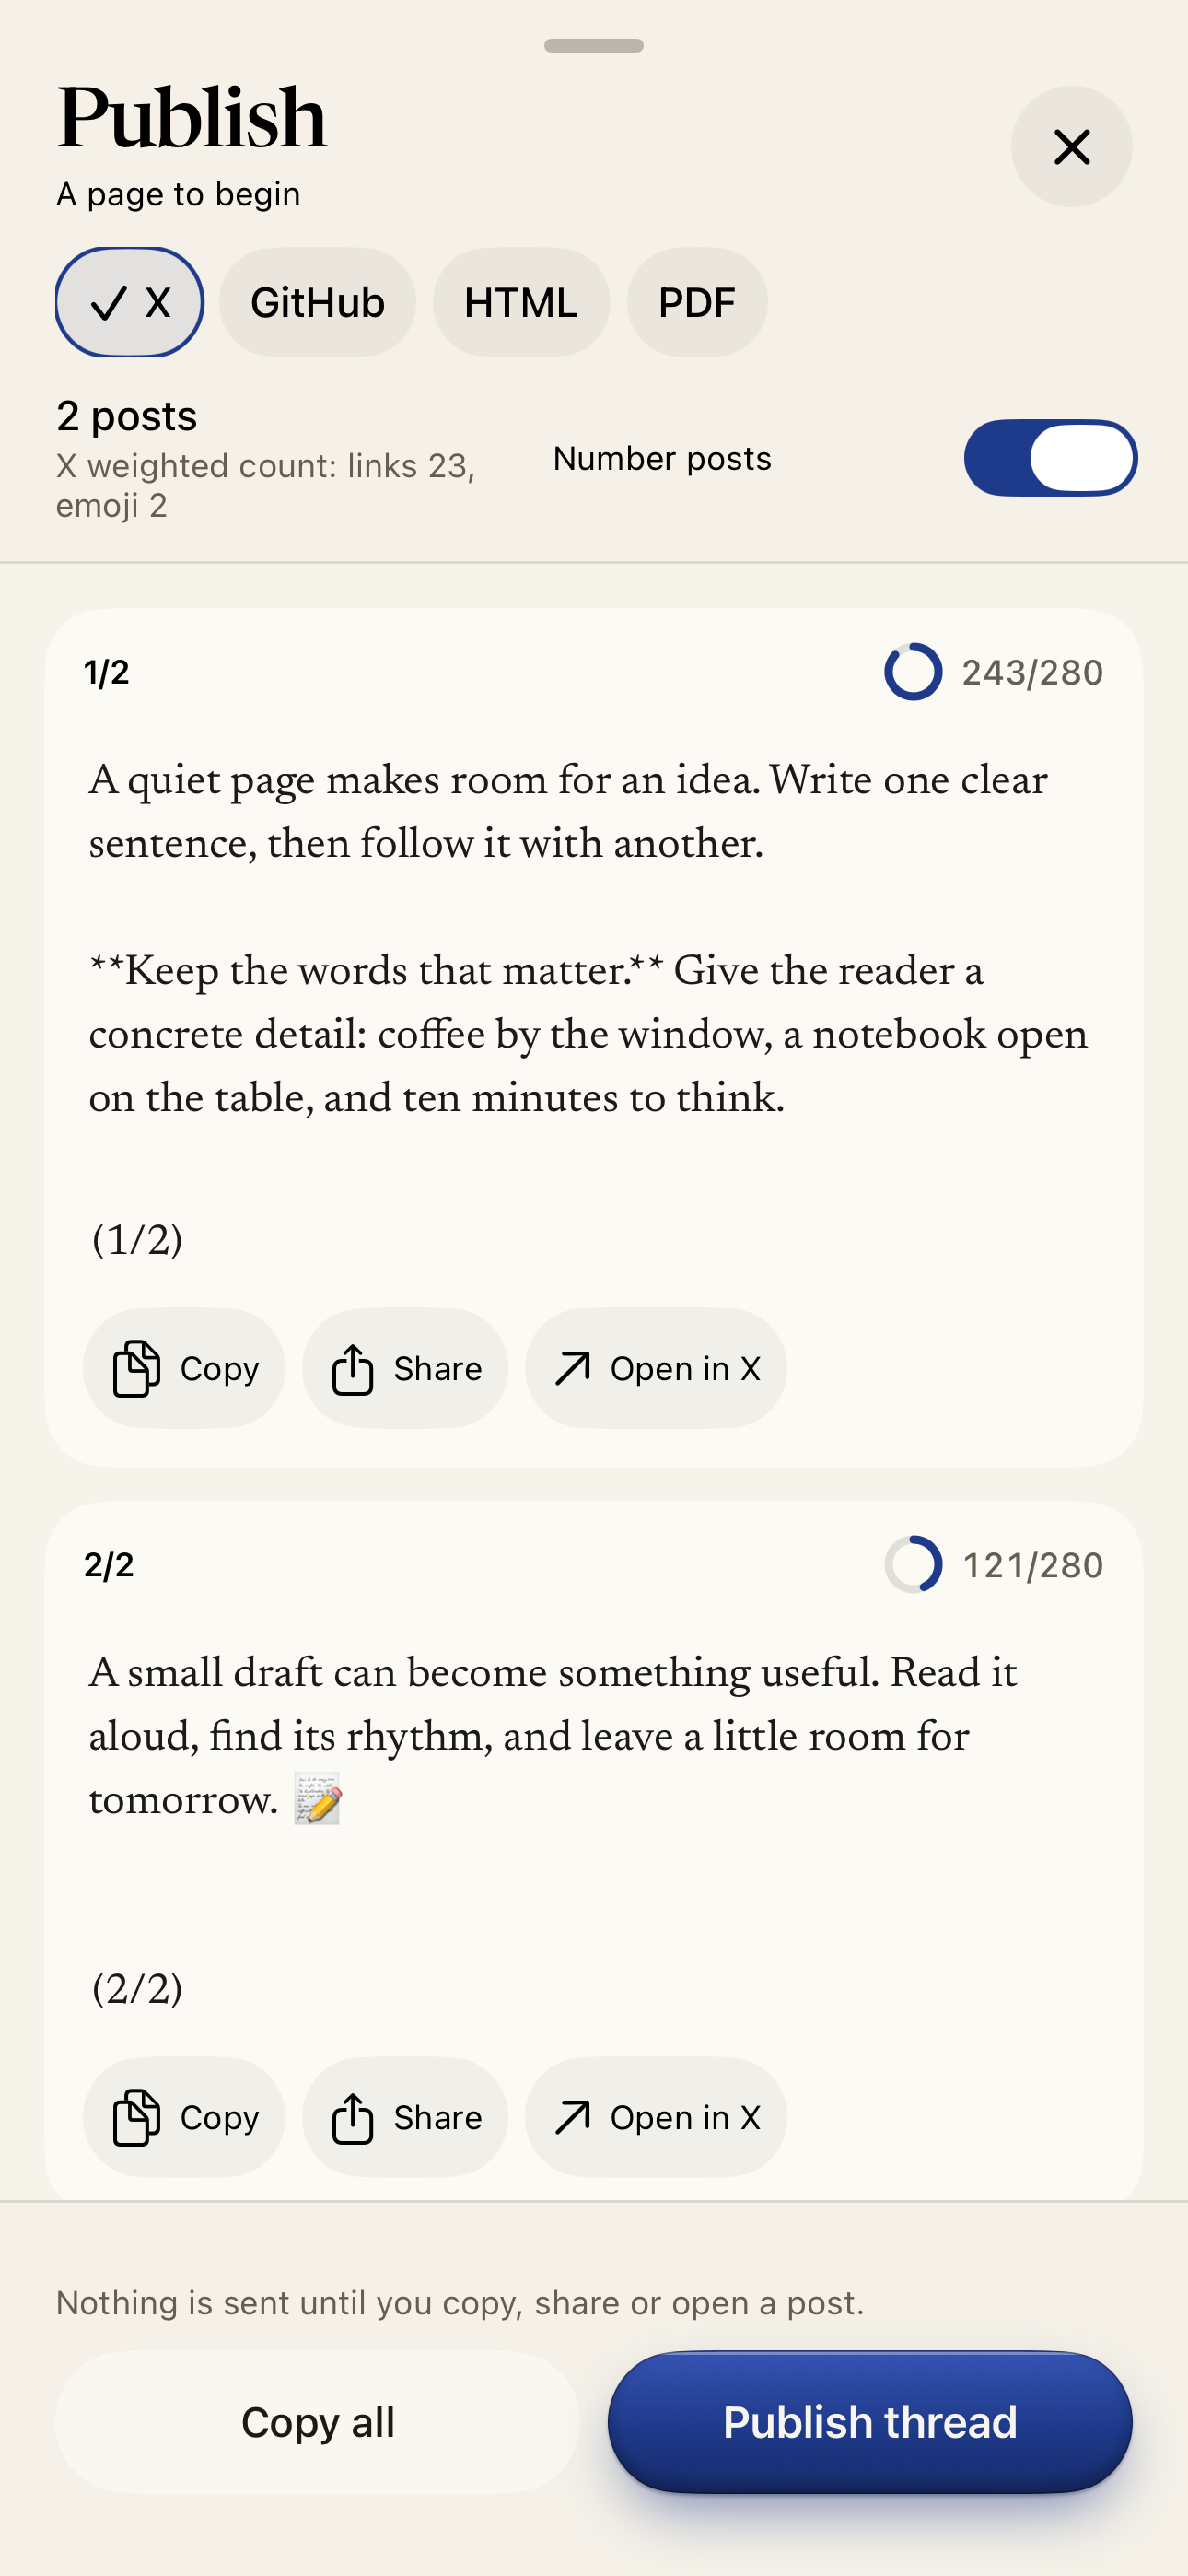 Publish
A page to begin
X
GitHub
HTML
PDF
2 posts
X weighted count: links 23,
emoji 2
Number posts
1/2
243/280
A quiet page makes room for an idea. Write one clear
sentence, then follow it with another.
**Keep the words that matter.** Give the reader a
concrete detail: coffee by the window, a notebook open
on the table, and ten minutes to think.
(1/2)
Copy
Share
Open in X
2/2
121/280
A small draft can become something useful. Read it
aloud, find its rhythm, and leave a little room for
tomorrow. 📝
(2/2)
Copy
Share
Open in X
Nothing is sent until you copy, share or open a post.
Copy all
Publish thread